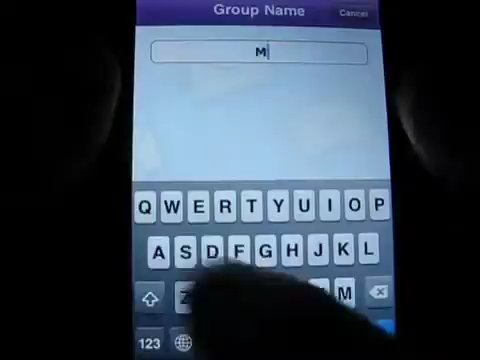 Group Name Cancel
M
Q W E R T Y U I O P
A S D F G H J K L
Z M
123